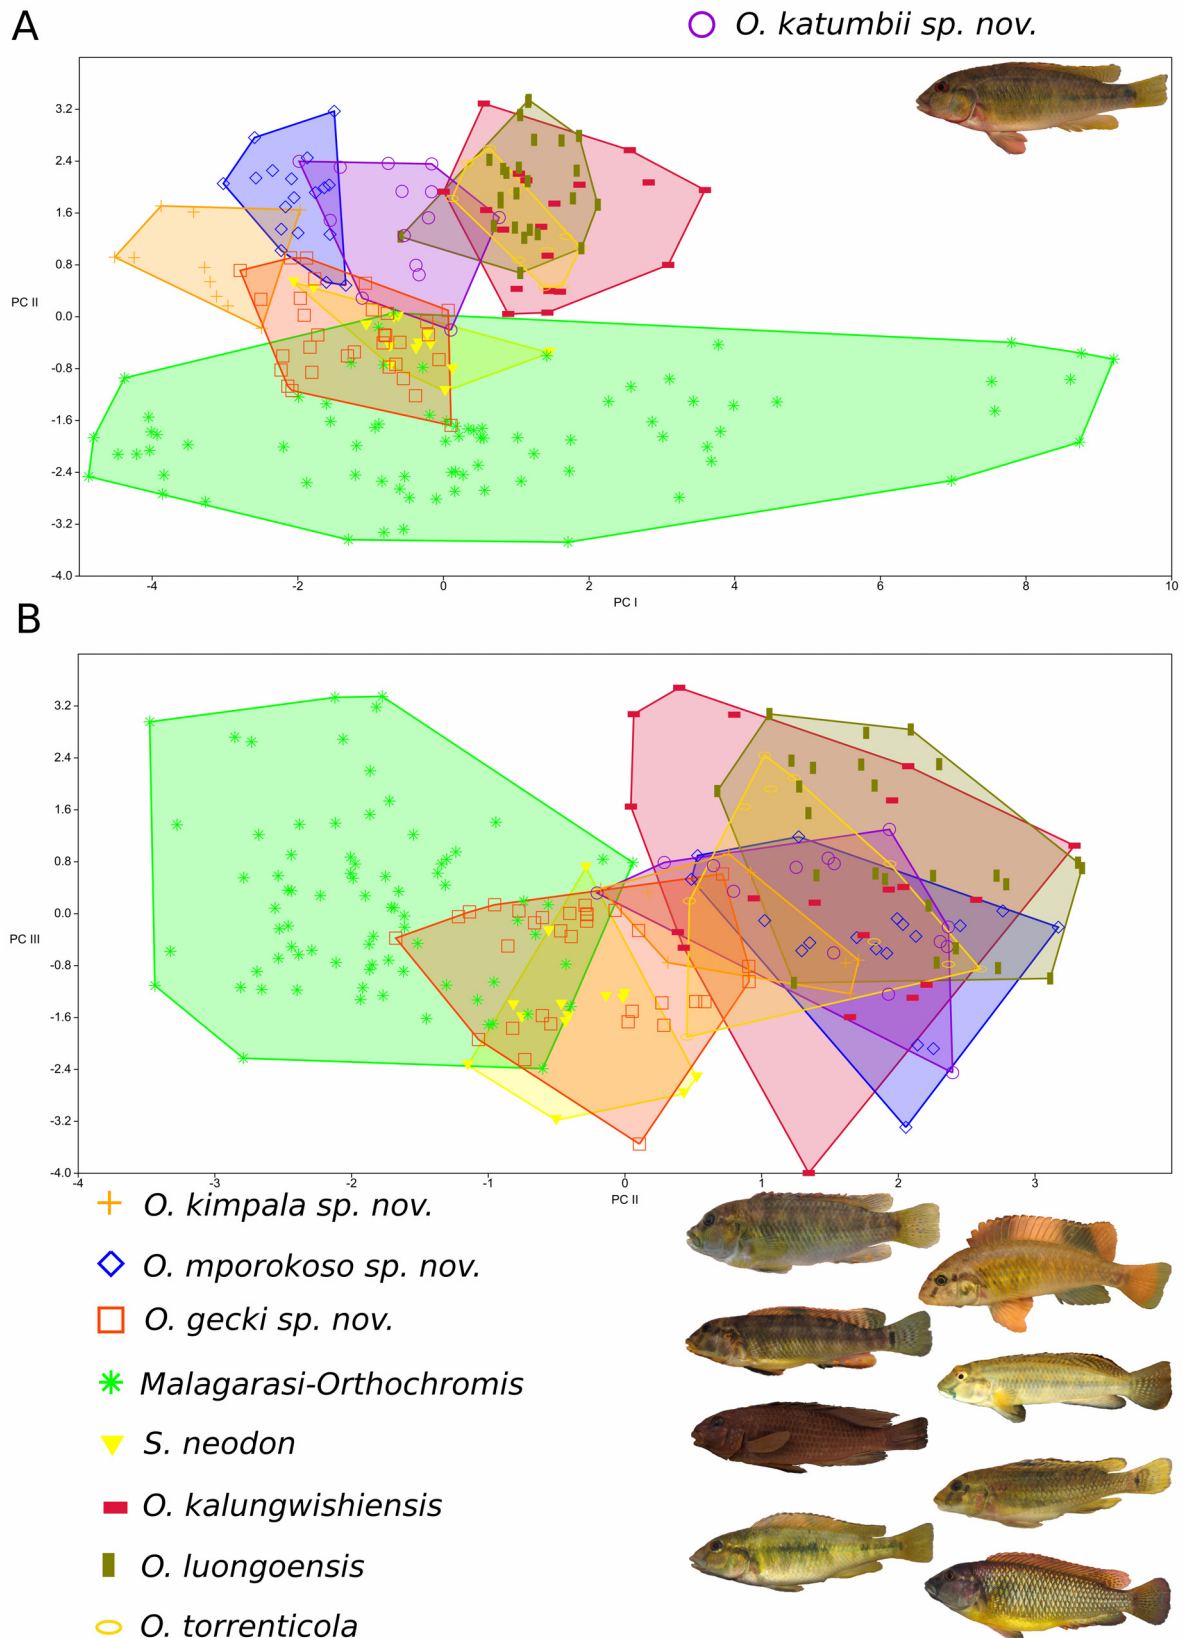 A
O. katumbii sp. nov.
3.2
2.4
1.6
0.8
PC II
0.0
-0.8
-1.6
-2.4
-3.2
-4.0
-4 -2 0 2 4 6 8 10
PC I
B
3.2
2.4
1.6
0.8
0.0
PC III
-0.8
-1.6
-2.4
-3.2
-4.0
-3 -2 -1 0 1 2 3
PC II
O. kimpala sp. nov.
O. mporokoso sp. nov.
O. gecki sp. nov.
Malagarasi-Orthochromis
S. neodon
O. kalungwishiensis
O. luongoensis
O. torrenticola